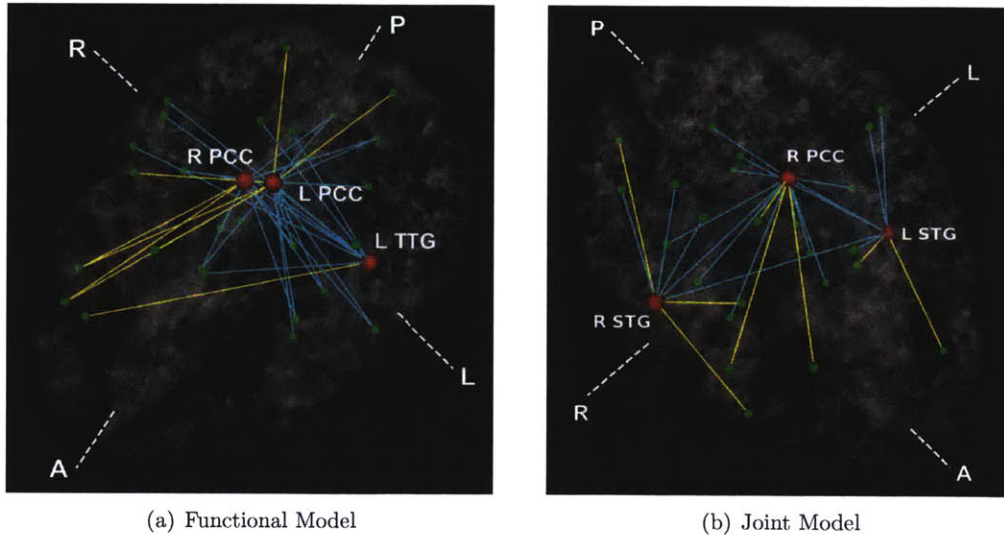 R
P
R PCC
L PCC
L TTG
L
A
(a) Functional Model
P
L
R PCC
L STG
R STG
R
A
(b) Joint Model